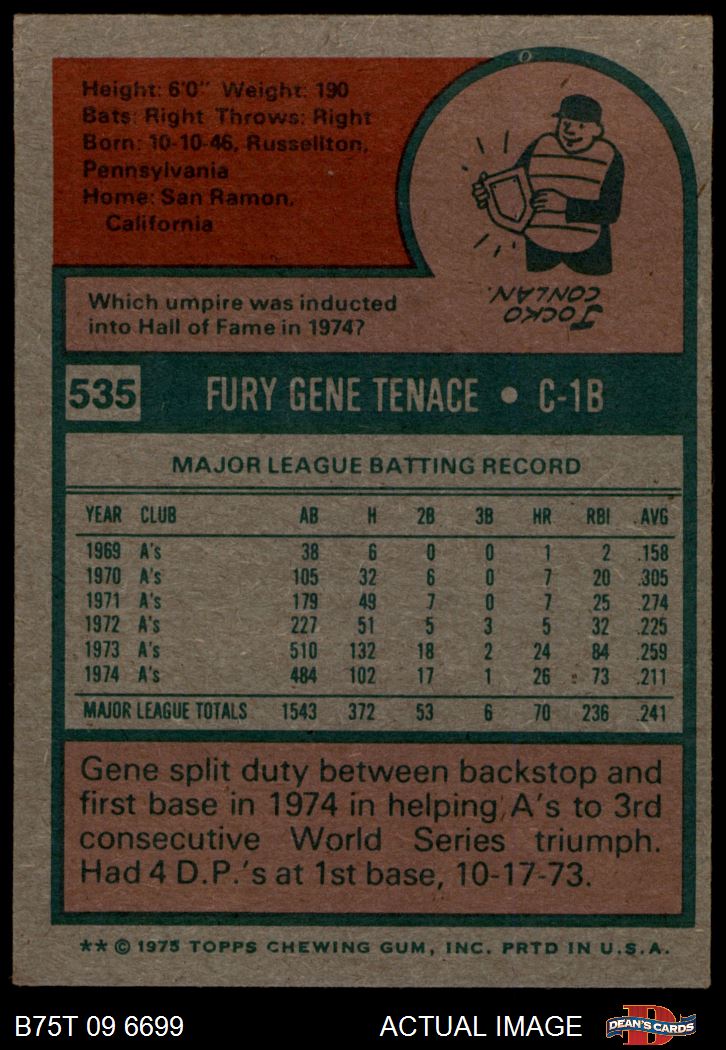 Height: 6'0" Weight: 190
Bats: Right Throws: Right
Born: 10-10-46, Russellton,
Pennsylvania
Home: San Ramon,
California
JOCKO
CONLAN.
Which umpire was inducted
into Hall of Fame in 1974?
535 FURY GENE TENACE • C-1B
MAJOR LEAGUE BATTING RECORD
YEAR CLUB AB H 2B 3B HR RBI AVG
1969 A's 38 6 0 0 1 2 .158
1970 A's 105 32 6 0 7 20 .305
1971 A's 179 49 7 0 7 25 .274
1972 A's 227 51 5 3 5 32 .225
1973 A's 510 132 18 2 24 84 .259
1974 A's 484 102 17 1 26 73 .211
MAJOR LEAGUE TOTALS 1543 372 53 6 70 236 .241
Gene split duty between backstop and
first base in 1974 in helping A's to 3rd
consecutive World Series triumph.
Had 4 D.P.'s at 1st base, 10-17-73.
** © 1975 TOPPS CHEWING GUM, INC. PRTD IN U.S.A.
B75T 09 6699 ACTUAL IMAGE DEAN'S CARDS